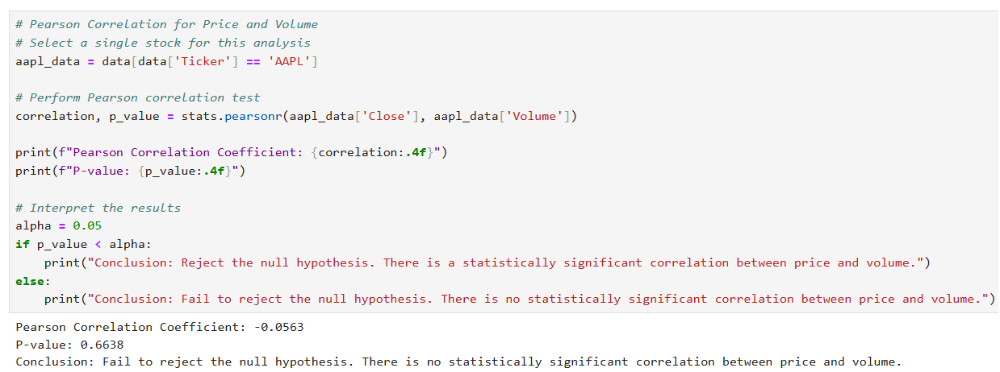 # Pearson Correlation for Price and Volume
# Select a single stock for this analysis
aapl_data = data[data['Ticker'] == 'AAPL']
# Perform Pearson correlation test
correlation, p_value = stats.pearsonr(aapl_data['Close'], aapl_data['Volume'])
print(f"Pearson Correlation Coefficient: {correlation:.4f}")
print(f"P-value: {p_value:.4f}")
# Interpret the results
alpha = 0.05
if p_value < alpha:
    print("Conclusion: Reject the null hypothesis. There is a statistically significant correlation between price and volume.")
else:
    print("Conclusion: Fail to reject the null hypothesis. There is no statistically significant correlation between price and volume.")
Pearson Correlation Coefficient: -0.0563
P-value: 0.6638
Conclusion: Fail to reject the null hypothesis. There is no statistically significant correlation between price and volume.